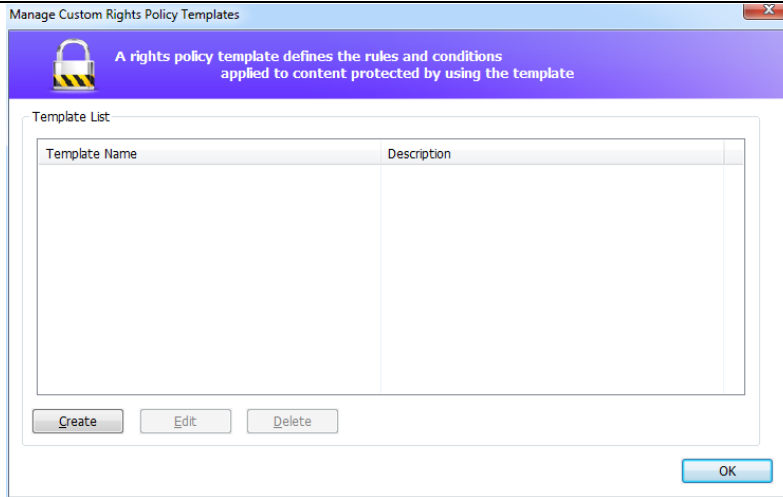 Manage Custom Rights Policy Templates
A rights policy template defines the rules and conditions
applied to content protected by using the template
Template List
Template Name Description
Create Edit Delete
OK